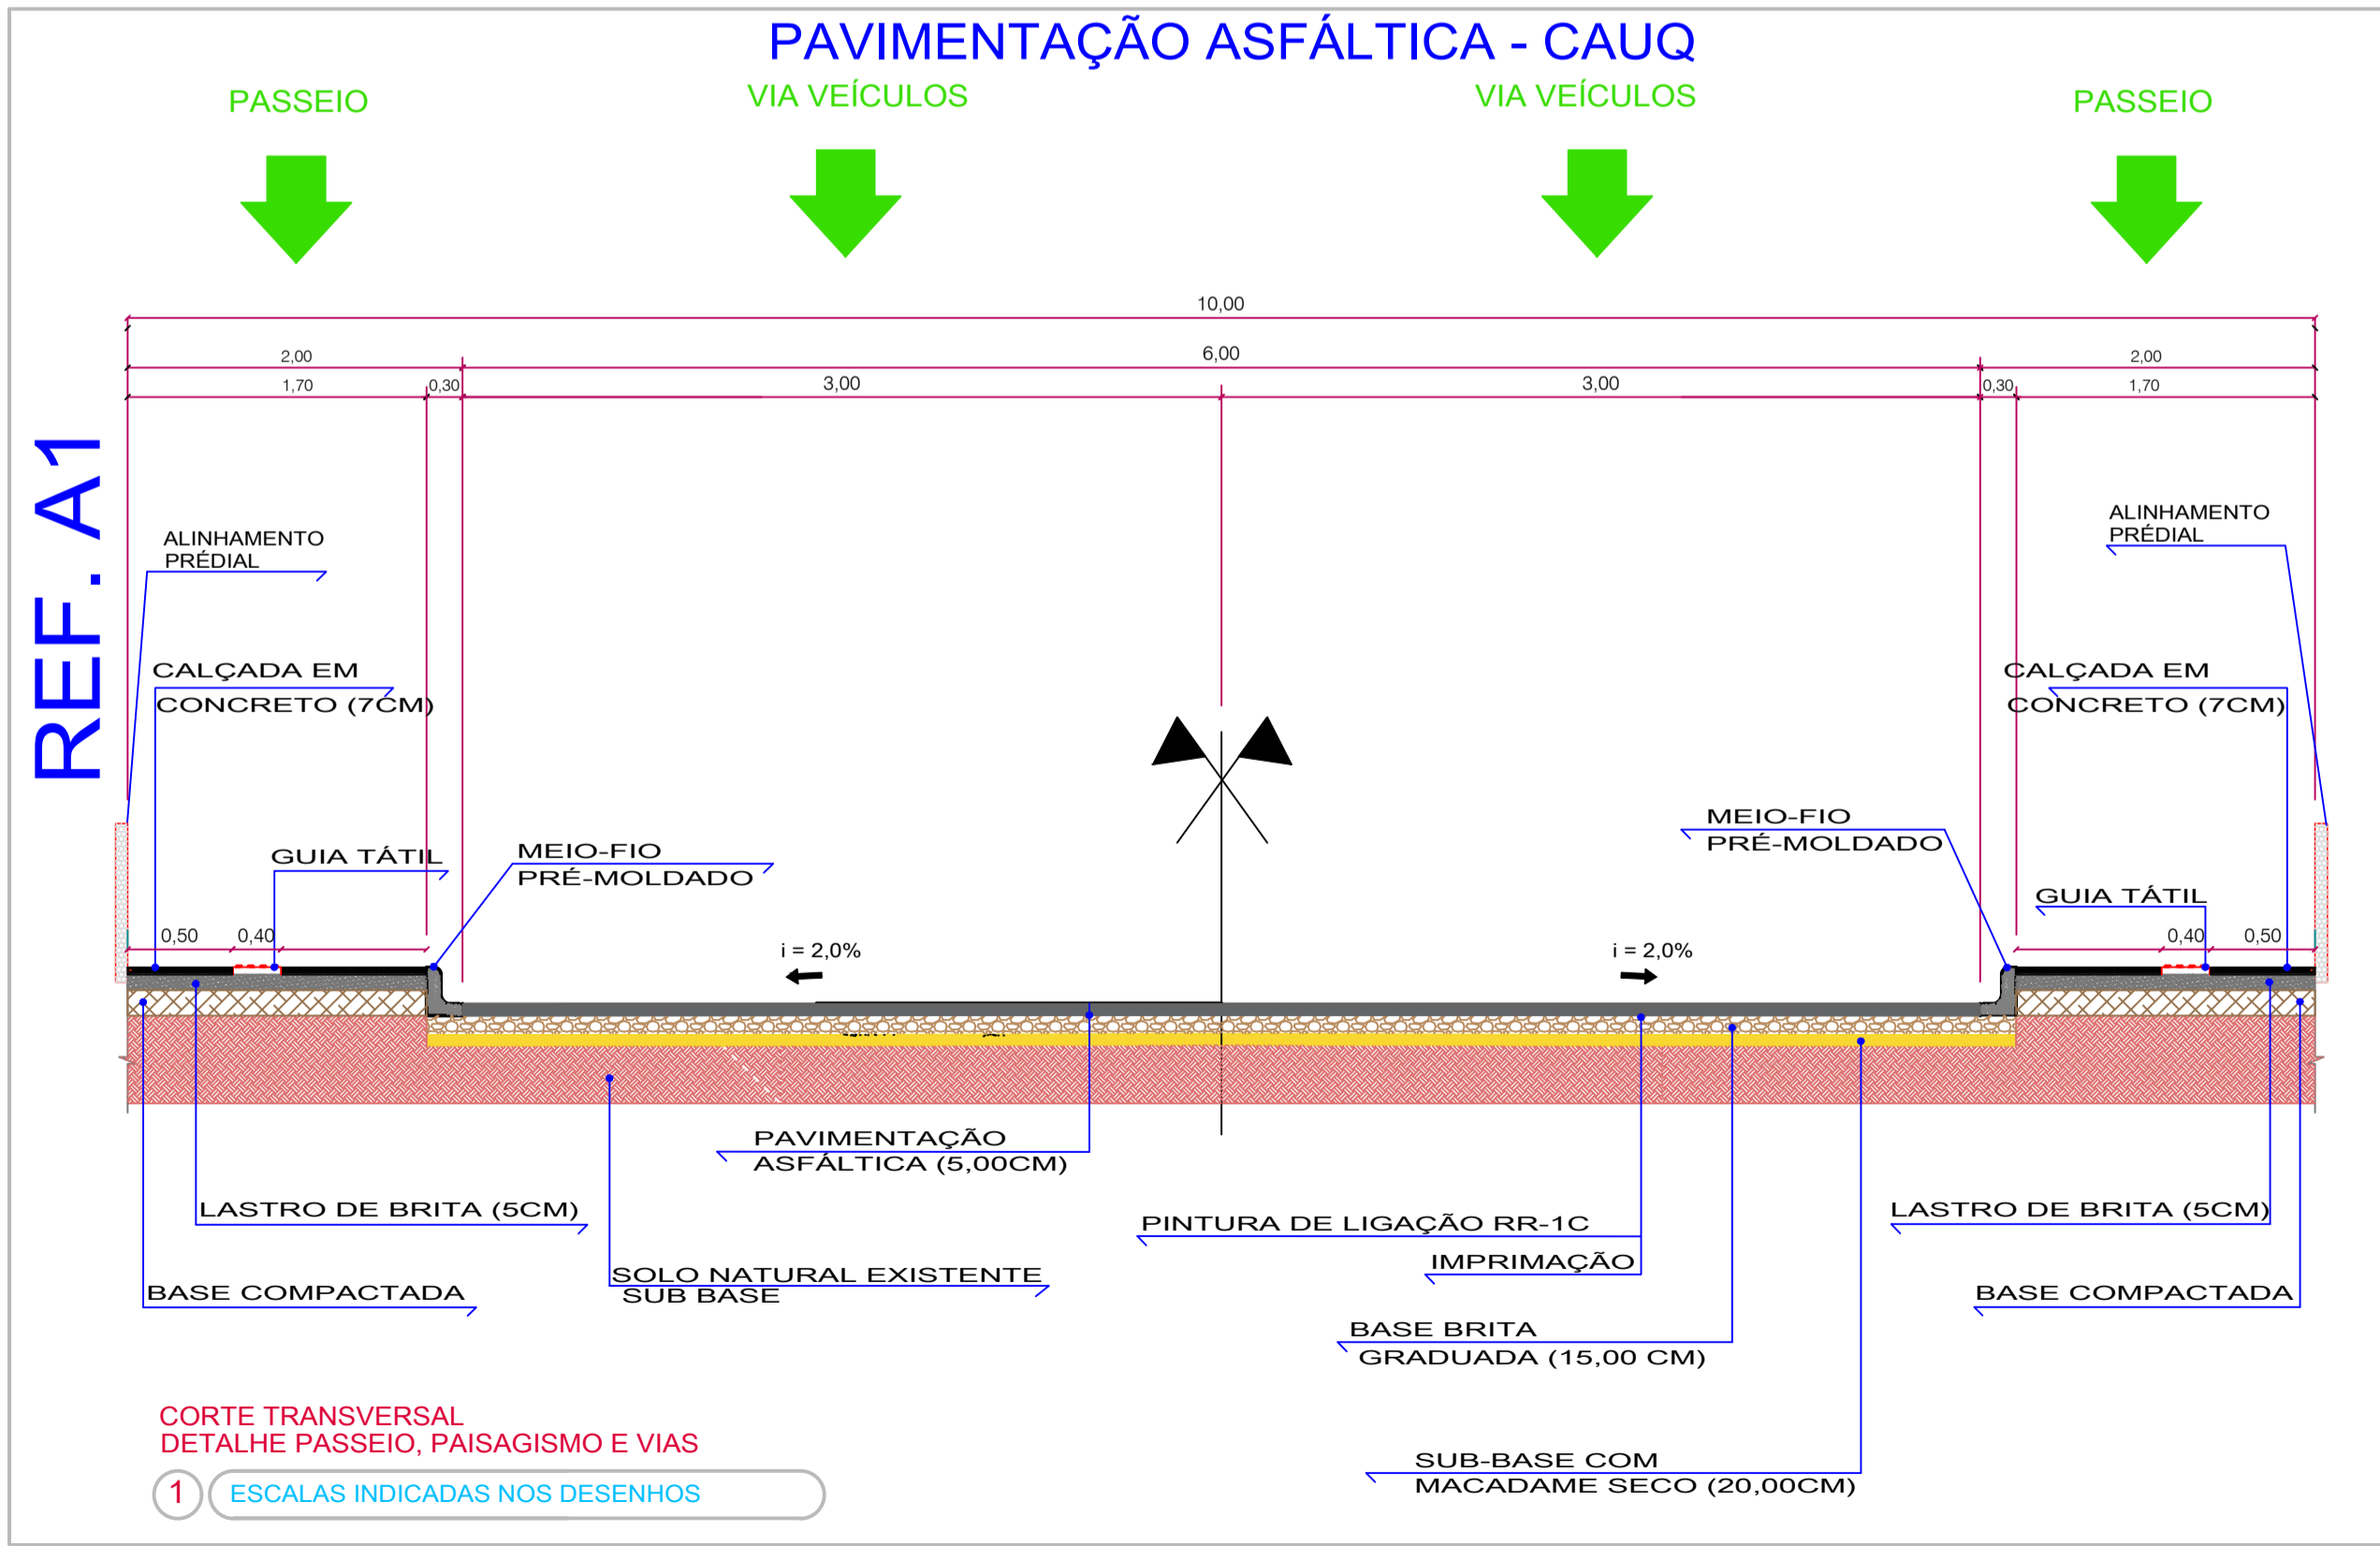 PAVIMENTAÇÃO ASFÁLTICA - CAUQ
PASSEIO
VIA VEÍCULOS
VIA VEÍCULOS
PASSEIO
10,00
2,00
6,00
2,00
1,70
0,30
3,00
3,00
0,30
1,70
REF. A1
ALINHAMENTO
PRÉDIAL
ALINHAMENTO
PRÉDIAL
CALÇADA EM
CONCRETO (7CM)
CALÇADA EM
CONCRETO (7CM)
GUIA TÁTIL
MEIO-FIO
PRÉ-MOLDADO
MEIO-FIO
PRÉ-MOLDADO
GUIA TÁTIL
0,50
0,40
i = 2,0%
i = 2,0%
0,40
0,50
PAVIMENTAÇÃO
ASFÁLTICA (5,00CM)
LASTRO DE BRITA (5CM)
PINTURA DE LIGAÇÃO RR-1C
LASTRO DE BRITA (5CM)
IMPRIMAÇÃO
SOLO NATURAL EXISTENTE
SUB BASE
BASE COMPACTADA
BASE COMPACTADA
BASE BRITA
GRADUADA (15,00 CM)
SUB-BASE COM
MACADAME SECO (20,00CM)
CORTE TRANSVERSAL
DETALHE PASSEIO, PAISAGISMO E VIAS
1
ESCALAS INDICADAS NOS DESENHOS